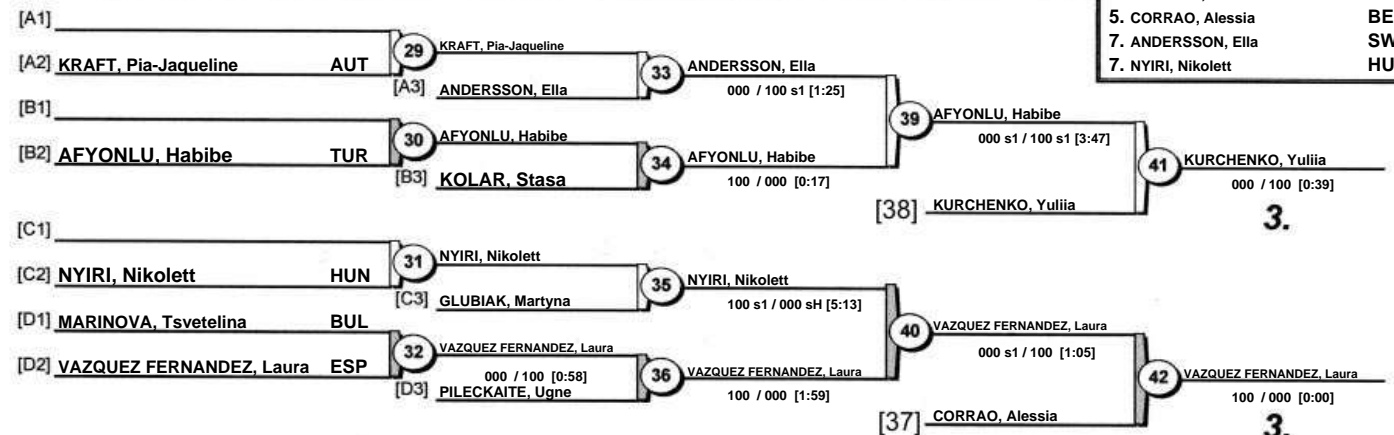 5. CORRAO, Alessia BE
7. ANDERSSON, Ella SW
7. NYIRI, Nikolett HU
[A1]
[A2] KRAFT, Pia-Jaqueline AUT
29
KRAFT, Pia-Jaqueline
[A3] ANDERSSON, Ella
33
ANDERSSON, Ella
000 / 100 s1 [1:25]
[B1]
[B2] AFYONLU, Habibe TUR
30
AFYONLU, Habibe
[B3] KOLAR, Stasa
34
AFYONLU, Habibe
100 / 000 [0:17]
39
AFYONLU, Habibe
000 s1 / 100 s1 [3:47]
[38] KURCHENKO, Yuliia
41
KURCHENKO, Yuliia
000 / 100 [0:39]
3.
[C1]
[C2] NYIRI, Nikolett HUN
31
NYIRI, Nikolett
[C3] GLUBIAK, Martyna
35
NYIRI, Nikolett
100 s1 / 000 sH [5:13]
[D1] MARINOVA, Tsvetelina BUL
[D2] VAZQUEZ FERNANDEZ, Laura ESP
32
VAZQUEZ FERNANDEZ, Laura
000 / 100 [0:58]
[D3] PILECKAITE, Ugne
36
VAZQUEZ FERNANDEZ, Laura
100 / 000 [1:59]
40
VAZQUEZ FERNANDEZ, Laura
000 s1 / 100 [1:05]
[37] CORRAO, Alessia
42
VAZQUEZ FERNANDEZ, Laura
100 / 000 [0:00]
3.